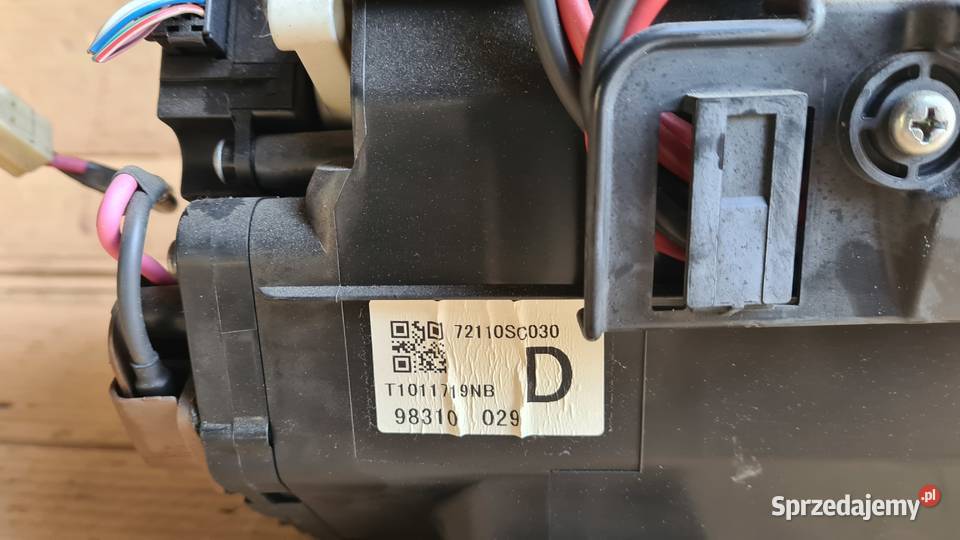 72110SC030
D
T1011719NB
98310 029
Sprzedajemy.pl